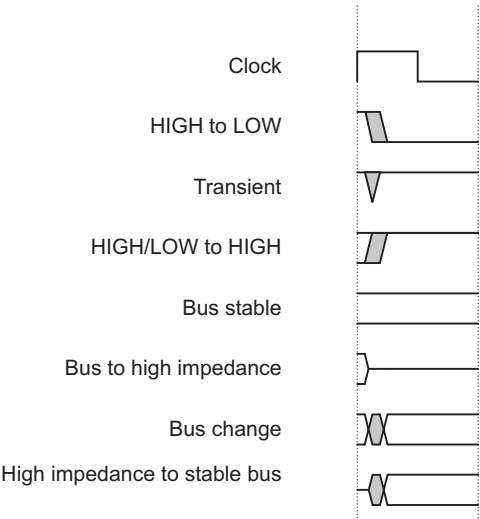 Clock
HIGH to LOW
Transient
HIGH/LOW to HIGH
Bus stable
Bus to high impedance
Bus change
High impedance to stable bus